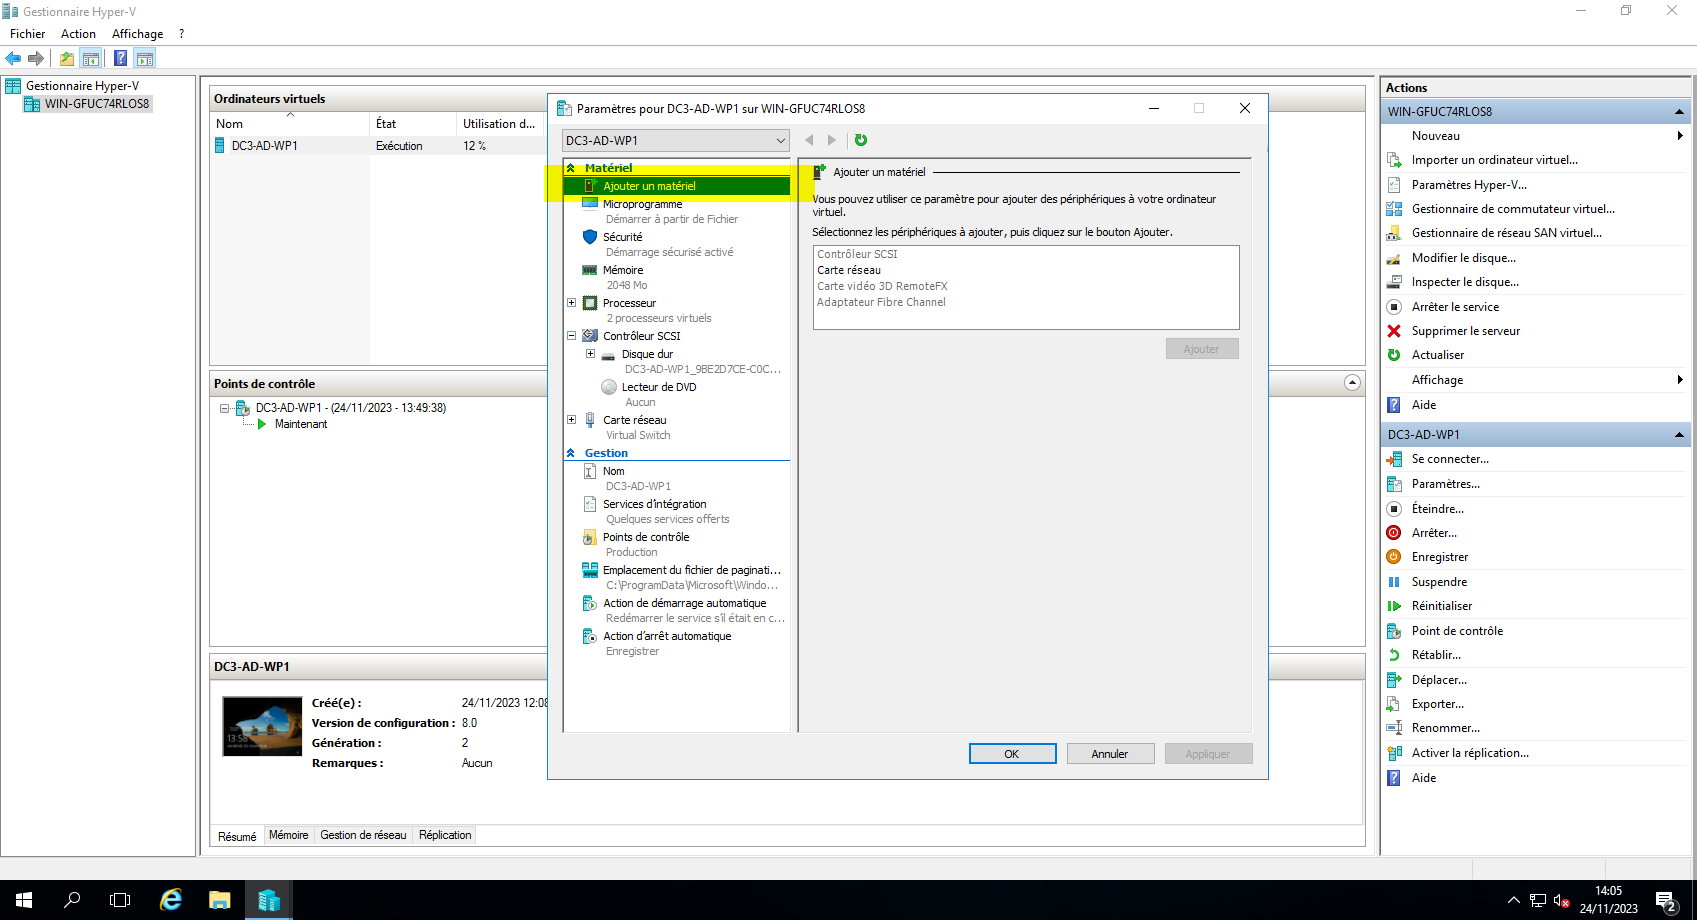 Gestionnaire Hyper-V
Fichier Action Affichage ?
Gestionnaire Hyper-V
WIN-GFUC74RLOS8
Ordinateurs virtuels
Nom État Utilisation d...
DC3-AD-WP1 Exécution 12 %
Points de contrôle
DC3-AD-WP1 - (24/11/2023 - 13:49:38)
Maintenant
DC3-AD-WP1
13:58
Créé(e) : 24/11/2023 12:08
Version de configuration : 8.0
Génération : 2
Remarques : Aucun
Résumé Mémoire Gestion de réseau Réplication
Paramètres pour DC3-AD-WP1 sur WIN-GFUC74RLOS8
DC3-AD-WP1
Matériel
Ajouter un matériel
Microprogramme
Démarrer à partir de Fichier
Sécurité
Démarrage sécurisé activé
Mémoire
2048 Mo
Processeur
2 processeurs virtuels
Contrôleur SCSI
Disque dur
DC3-AD-WP1_9BE2D7CE-C0C...
Lecteur de DVD
Aucun
Carte réseau
Virtual Switch
Gestion
Nom
DC3-AD-WP1
Services d'intégration
Quelques services offerts
Points de contrôle
Production
Emplacement du fichier de paginati...
C:\ProgramData\Microsoft\Windo...
Action de démarrage automatique
Redémarrer le service s'il était en c...
Action d'arrêt automatique
Enregistrer
Ajouter un matériel
Vous pouvez utiliser ce paramètre pour ajouter des périphériques à votre ordinateur
virtuel.
Sélectionnez les périphériques à ajouter, puis cliquez sur le bouton Ajouter.
Contrôleur SCSI
Carte réseau
Carte vidéo 3D RemoteFX
Adaptateur Fibre Channel
Ajouter
OK Annuler Appliquer
Actions
WIN-GFUC74RLOS8
Nouveau
Importer un ordinateur virtuel...
Paramètres Hyper-V...
Gestionnaire de commutateur virtuel...
Gestionnaire de réseau SAN virtuel...
Modifier le disque...
Inspecter le disque...
Arrêter le service
Supprimer le serveur
Actualiser
Affichage
Aide
DC3-AD-WP1
Se connecter...
Paramètres...
Éteindre...
Arrêter...
Enregistrer
Suspendre
Réinitialiser
Point de contrôle
Rétablir...
Déplacer...
Exporter...
Renommer...
Activer la réplication...
Aide
14:05
24/11/2023
2